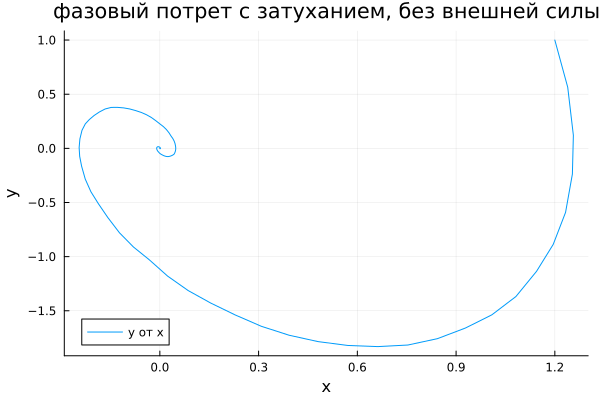 фазовый потрет с затуханием, без внешней силы
1.0
0.5
0.0
−0.5
−1.0
−1.5
y
y от x
0.0 0.3 0.6 0.9 1.2
x